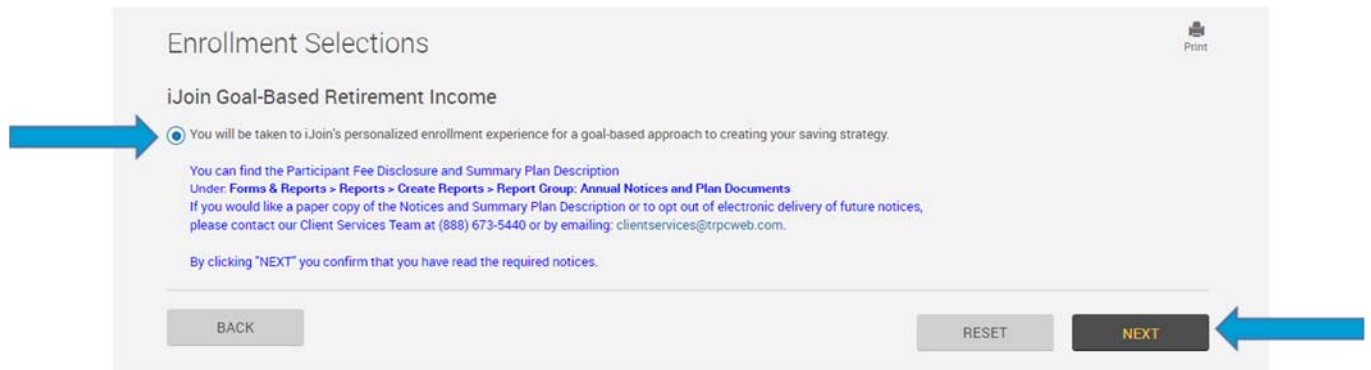 Enrollment Selections
Print
iJoin Goal-Based Retirement Income
You will be taken to iJoin's personalized enrollment experience for a goal-based approach to creating your saving strategy.
You can find the Participant Fee Disclosure and Summary Plan Description
Under: Forms & Reports > Reports > Create Reports > Report Group: Annual Notices and Plan Documents
If you would like a paper copy of the Notices and Summary Plan Description or to opt out of electronic delivery of future notices,
please contact our Client Services Team at (888) 673-5440 or by emailing: clientservices@trpcweb.com.
By clicking "NEXT" you confirm that you have read the required notices.
BACK
RESET
NEXT